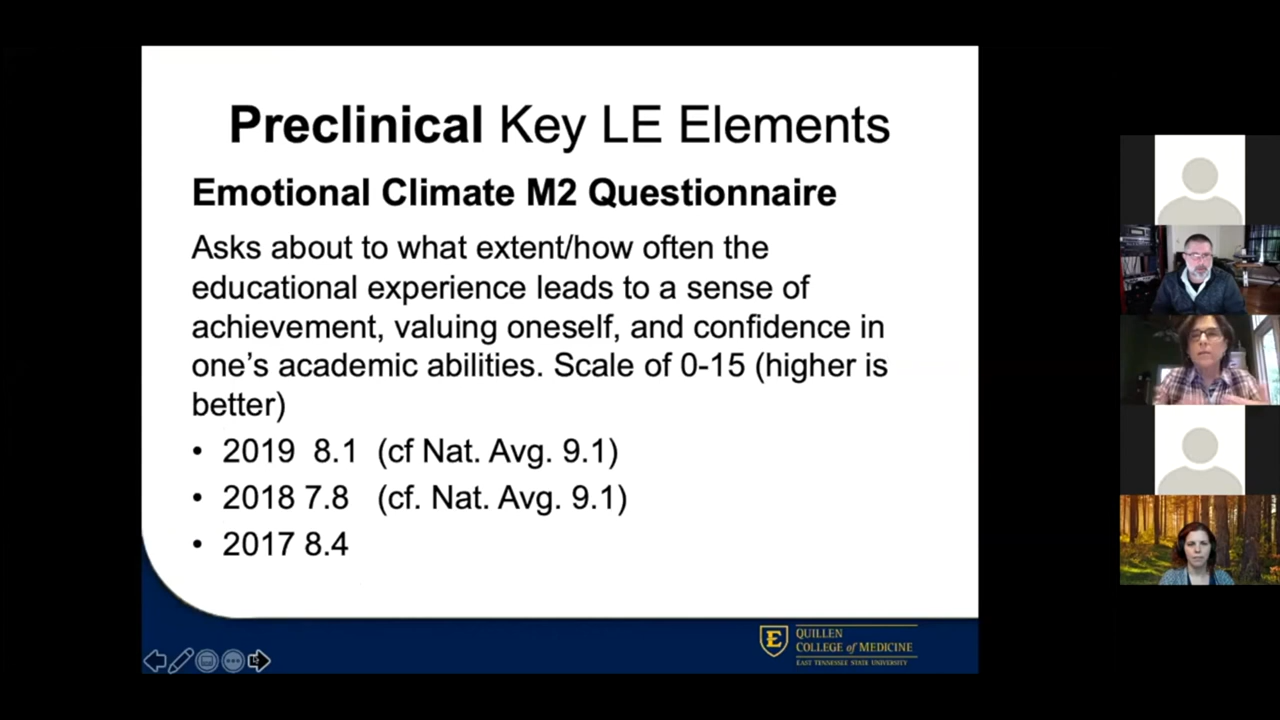 Preclinical Key LE Elements
Emotional Climate M2 Questionnaire
Asks about to what extent/how often the
educational experience leads to a sense of
achievement, valuing oneself, and confidence in
one's academic abilities. Scale of 0-15 (higher is
better)
• 2019 8.1 (cf Nat. Avg. 9.1)
• 2018 7.8 (cf. Nat. Avg. 9.1)
• 2017 8.4
E
QUILLEN
COLLEGE of MEDICINE
EAST TENNESSEE STATE UNIVERSITY